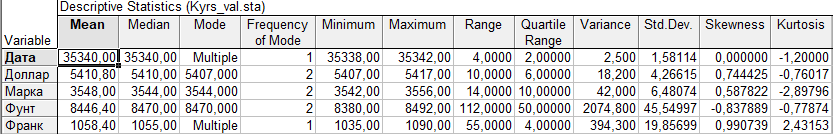 Descriptive Statistics (Kyrs_val.sta)
Variable Mean Median Mode Frequency of Mode Minimum Maximum Range Quartile Range Variance Std.Dev. Skewness Kurtosis
Дата 35340,00 35340,00 Multiple 1 35338,00 35342,00 4,0000 2,00000 2,500 1,58114 0,000000 -1,20000
Доллар 5410,80 5410,00 5407,000 2 5407,00 5417,00 10,0000 6,00000 18,200 4,26615 0,744425 -0,76017
Марка 3548,00 3544,00 3544,000 2 3542,00 3556,00 14,0000 10,00000 42,000 6,48074 0,587822 -2,89796
Фунт 8446,40 8470,00 8470,000 2 8380,00 8492,00 112,0000 50,00000 2074,800 45,54997 -0,837889 -0,77874
Франк 1058,40 1055,00 Multiple 1 1035,00 1090,00 55,0000 4,00000 394,300 19,85699 0,990739 2,43153